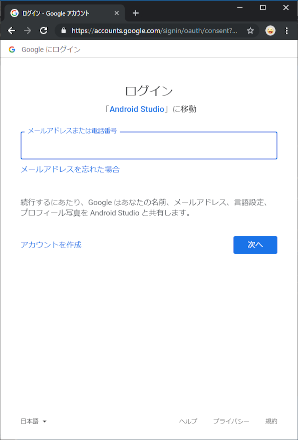 ログイン - Google アカウント
https://accounts.google.com/signin/oauth/consent?...
Google にログイン
ログイン
「Android Studio」に移動
メールアドレスまたは電話番号
メールアドレスを忘れた場合
続行するにあたり、Google はあなたの名前、メールアドレス、言語設定、
プロフィール写真を Android Studio と共有します。
アカウントを作成 次へ
日本語 ヘルプ プライバシー 規約